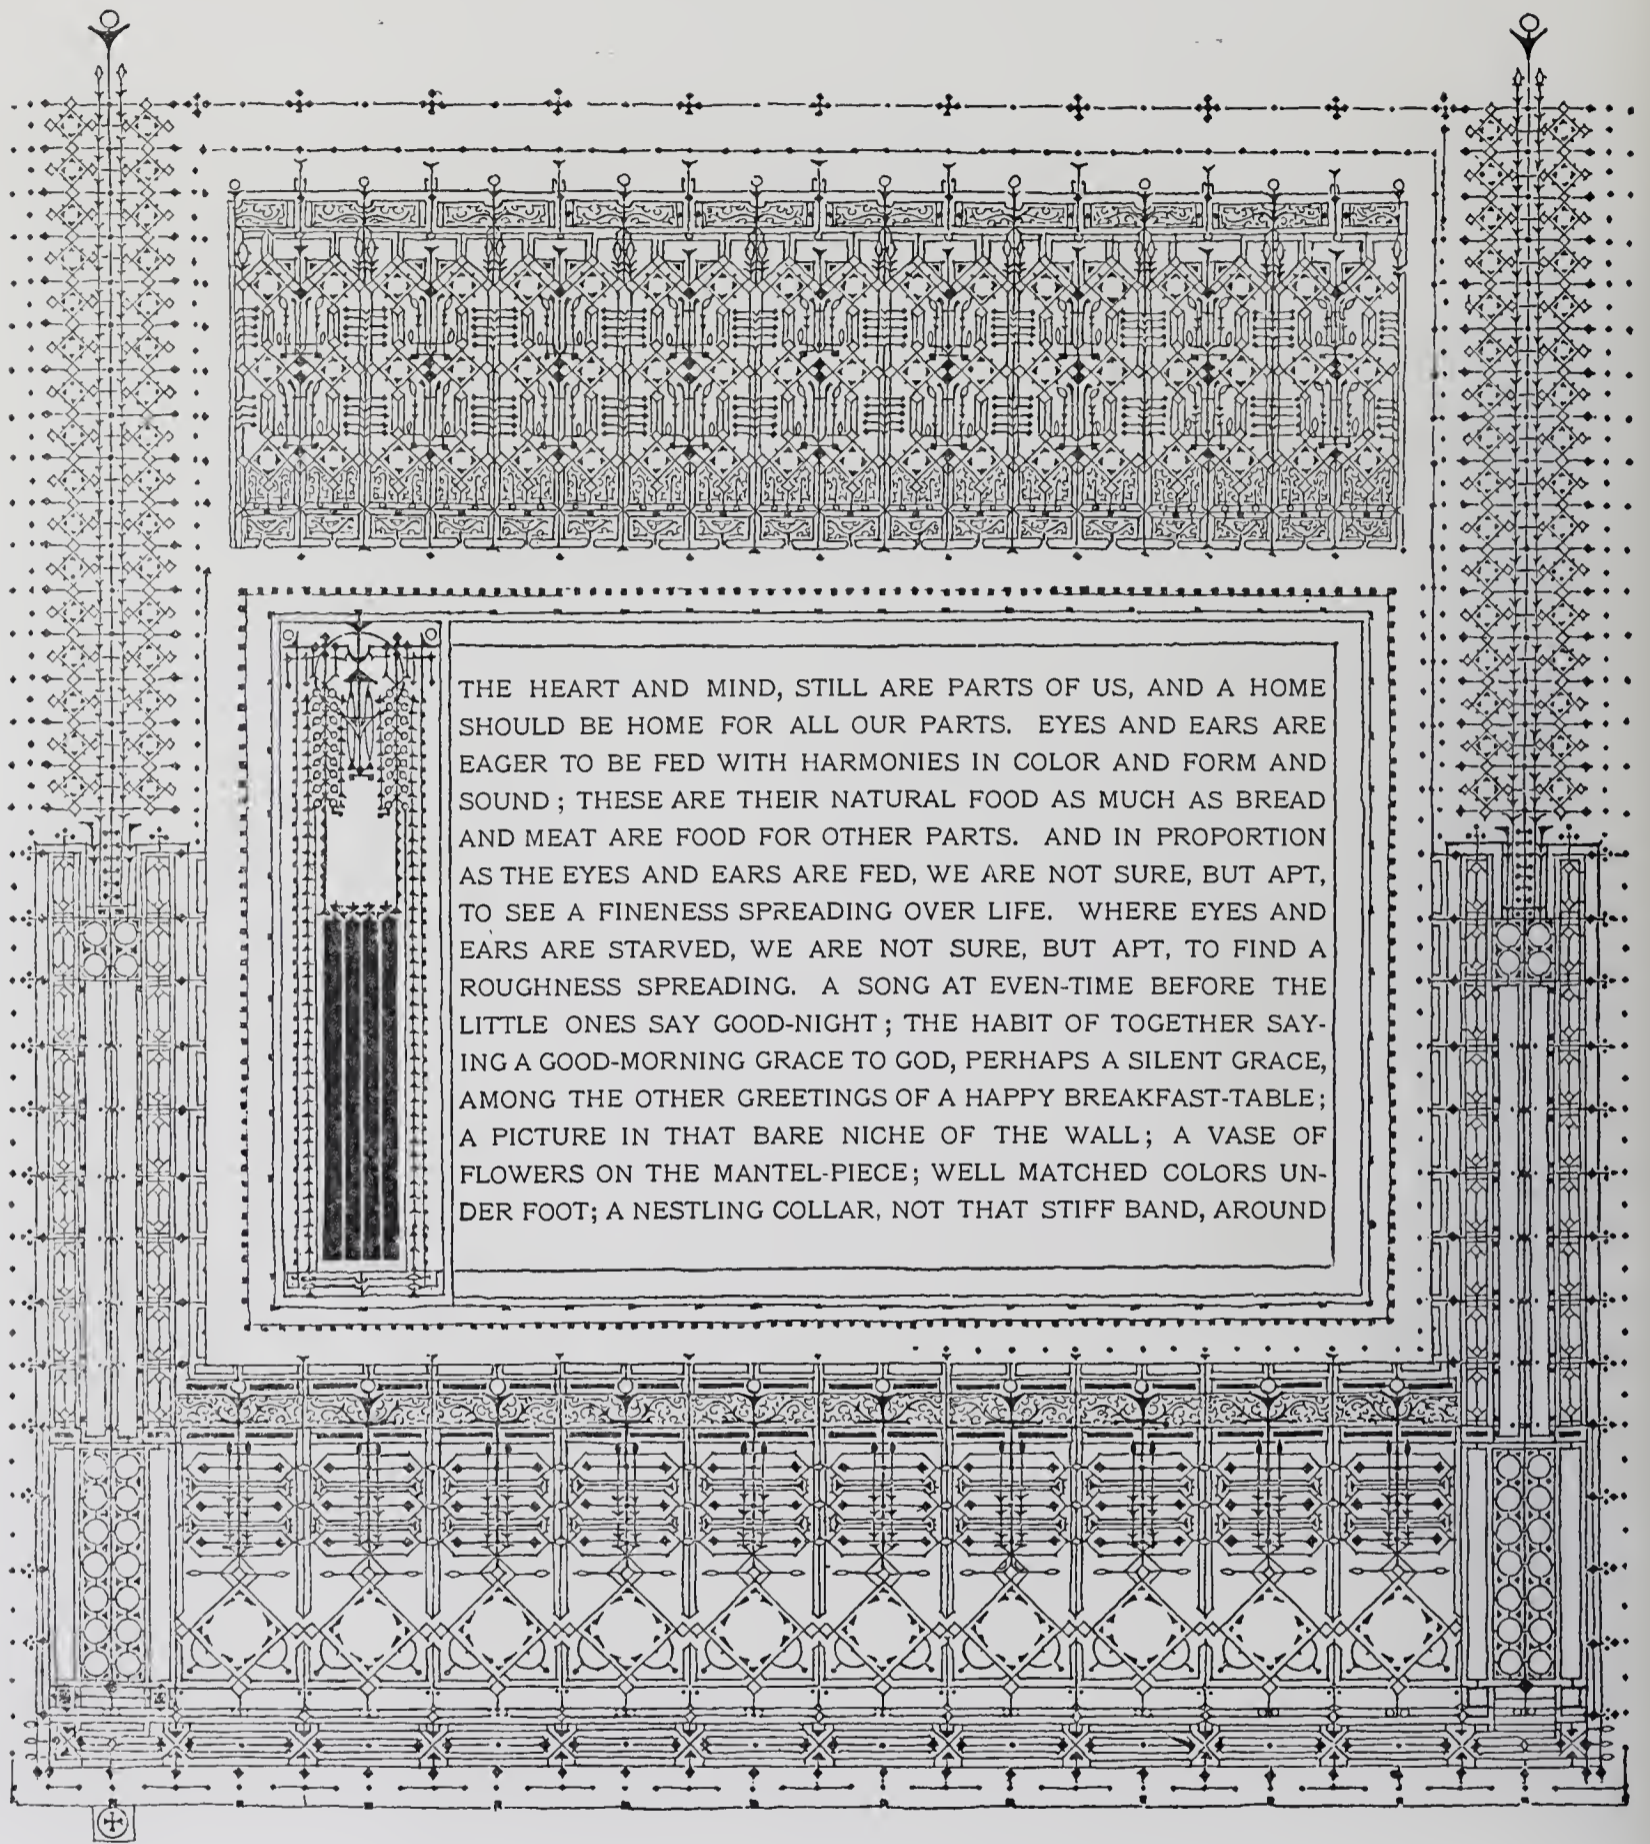 THE HEART AND MIND, STILL ARE PARTS OF US, AND A HOME
SHOULD BE HOME FOR ALL OUR PARTS. EYES AND EARS ARE
EAGER TO BE FED WITH HARMONIES IN COLOR AND FORM AND
SOUND; THESE ARE THEIR NATURAL FOOD AS MUCH AS BREAD
AND MEAT ARE FOOD FOR OTHER PARTS. AND IN PROPORTION
AS THE EYES AND EARS ARE FED, WE ARE NOT SURE, BUT APT,
TO SEE A FINENESS SPREADING OVER LIFE. WHERE EYES AND
EARS ARE STARVED, WE ARE NOT SURE, BUT APT, TO FIND A
ROUGHNESS SPREADING. A SONG AT EVEN-TIME BEFORE THE
LITTLE ONES SAY GOOD-NIGHT; THE HABIT OF TOGETHER SAY-
ING A GOOD-MORNING GRACE TO GOD, PERHAPS A SILENT GRACE,
AMONG THE OTHER GREETINGS OF A HAPPY BREAKFAST-TABLE;
A PICTURE IN THAT BARE NICHE OF THE WALL; A VASE OF
FLOWERS ON THE MANTEL-PIECE; WELL MATCHED COLORS UN-
DER FOOT; A NESTLING COLLAR, NOT THAT STIFF BAND, AROUND